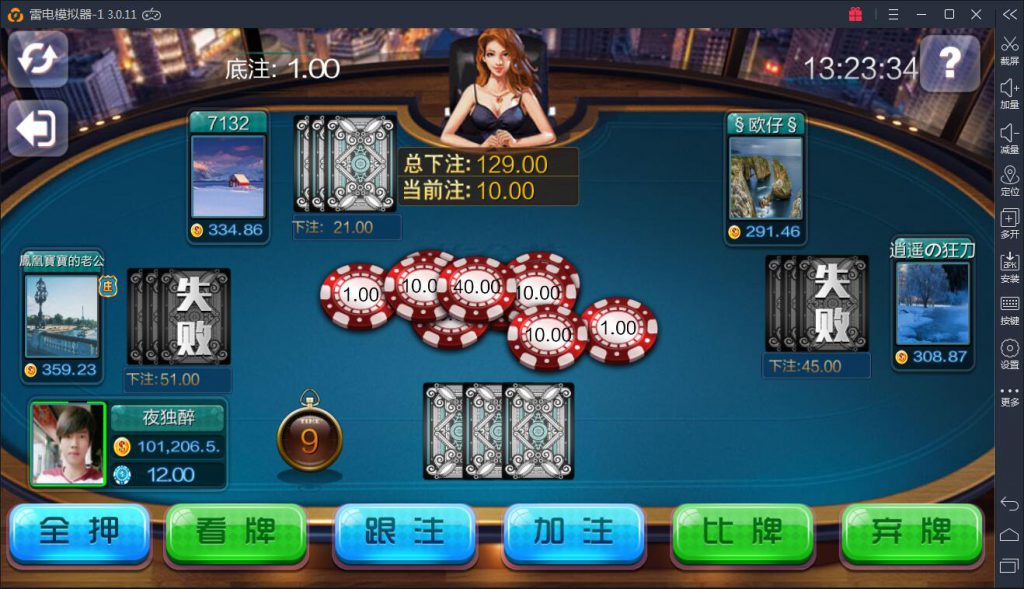 雷电模拟器-1 3.0.11
底注: 1.00
13:23:34
?
7132
334.86
下注: 21.00
总下注: 129.00
当前注: 10.00
§欧仔§
291.46
鳳凰寶寶的老公
庄
359.23
失败
下注:51.00
1.00
10.0
40.00
10.00
10.00
1.00
失败
下注:45.00
逍遥の狂刀
308.87
夜独醉
101,206.5.
12.00
TIME
9
全押
看牌
跟注
加注
比牌
弃牌
截屏
加量
减量
定位
多开
APK
安装
按键
设置
更多